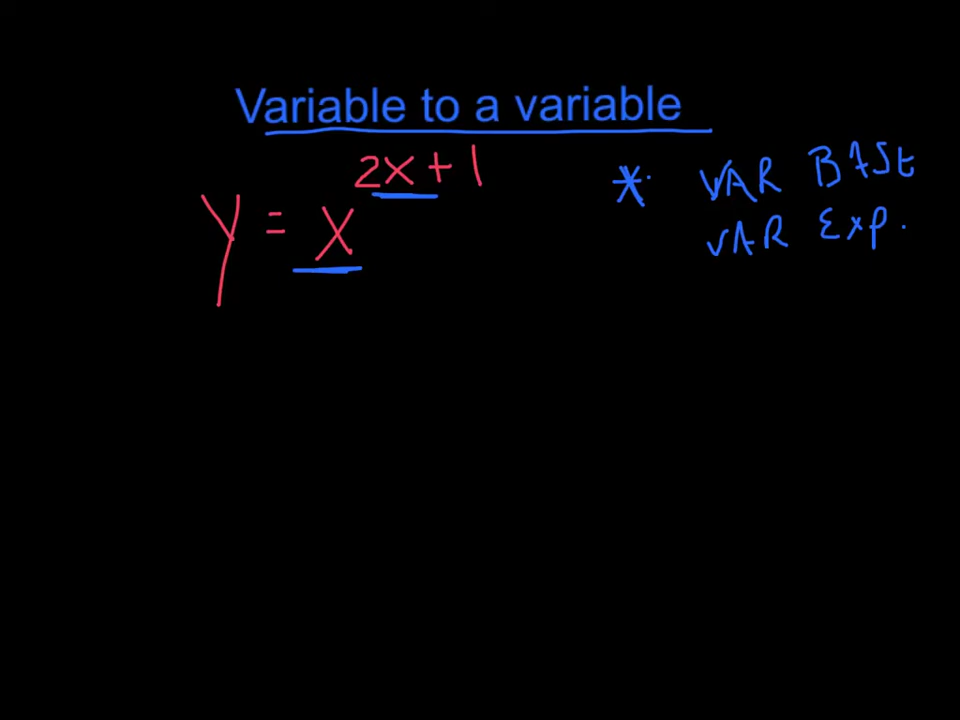 Variable to a variable
y = x^{2x+1}
* VAR BASE
VAR Exp.